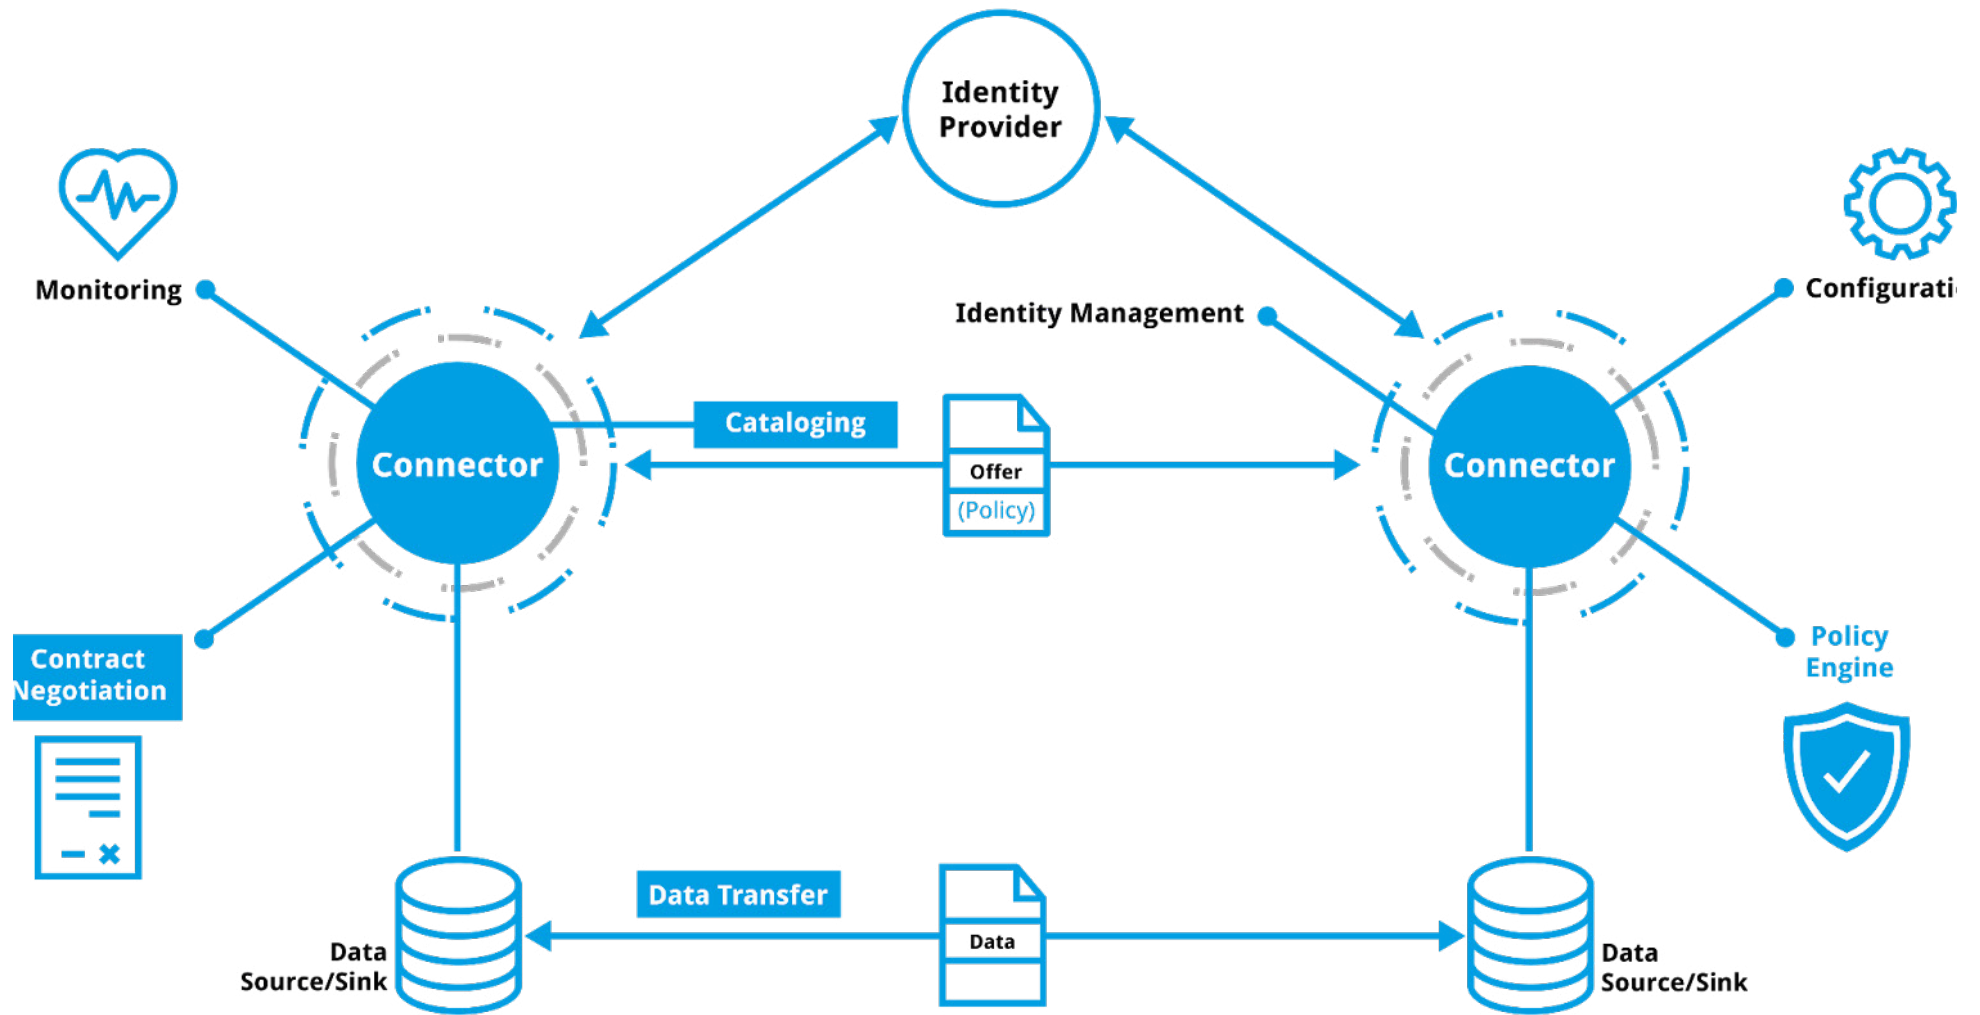 Identity
Provider
Monitoring
Identity Management
Configurati
Cataloging
Connector
Offer
(Policy)
Connector
Contract
Negotiation
Policy
Engine
Data Transfer
Data
Source/Sink
Data
Data
Source/Sink